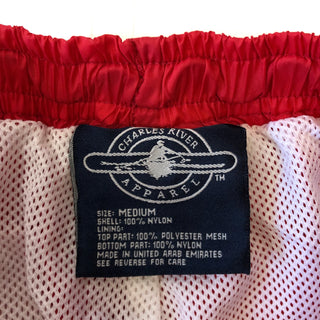 CHARLES RIVER
APPAREL
TM
SIZE: MEDIUM
SHELL: 100% NYLON
LINING:
TOP PART: 100% POLYESTER MESH
BOTTOM PART: 100% NYLON
MADE IN UNITED ARAB EMIRATES
SEE REVERSE FOR CARE